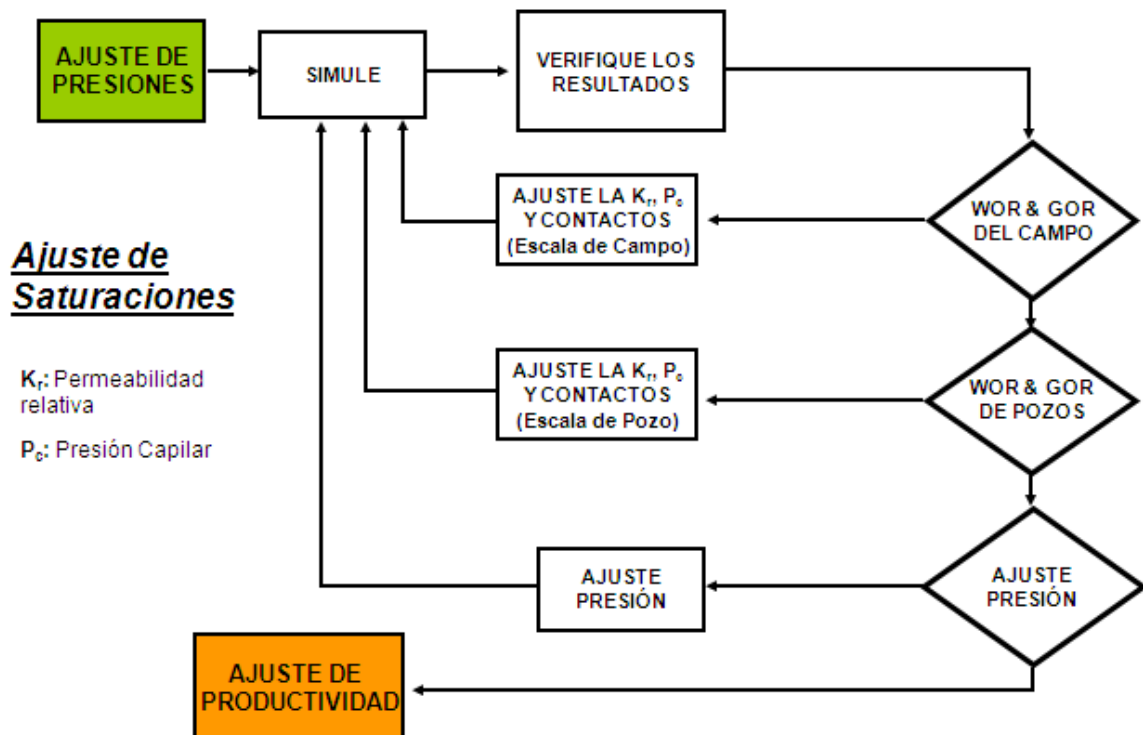 AJUSTE DE
PRESIONES
SIMULE
VERIFIQUE LOS
RESULTADOS
AJUSTE LA Kr, Pc
Y CONTACTOS
(Escala de Campo)
WOR & GOR
DEL CAMPO
Ajuste de
Saturaciones
Kr: Permeabilidad
relativa
Pc: Presión Capilar
AJUSTE LA Kr, Pc
Y CONTACTOS
(Escala de Pozo)
WOR & GOR
DE POZOS
AJUSTE
PRESIÓN
AJUSTE
PRESIÓN
AJUSTE DE
PRODUCTIVIDAD